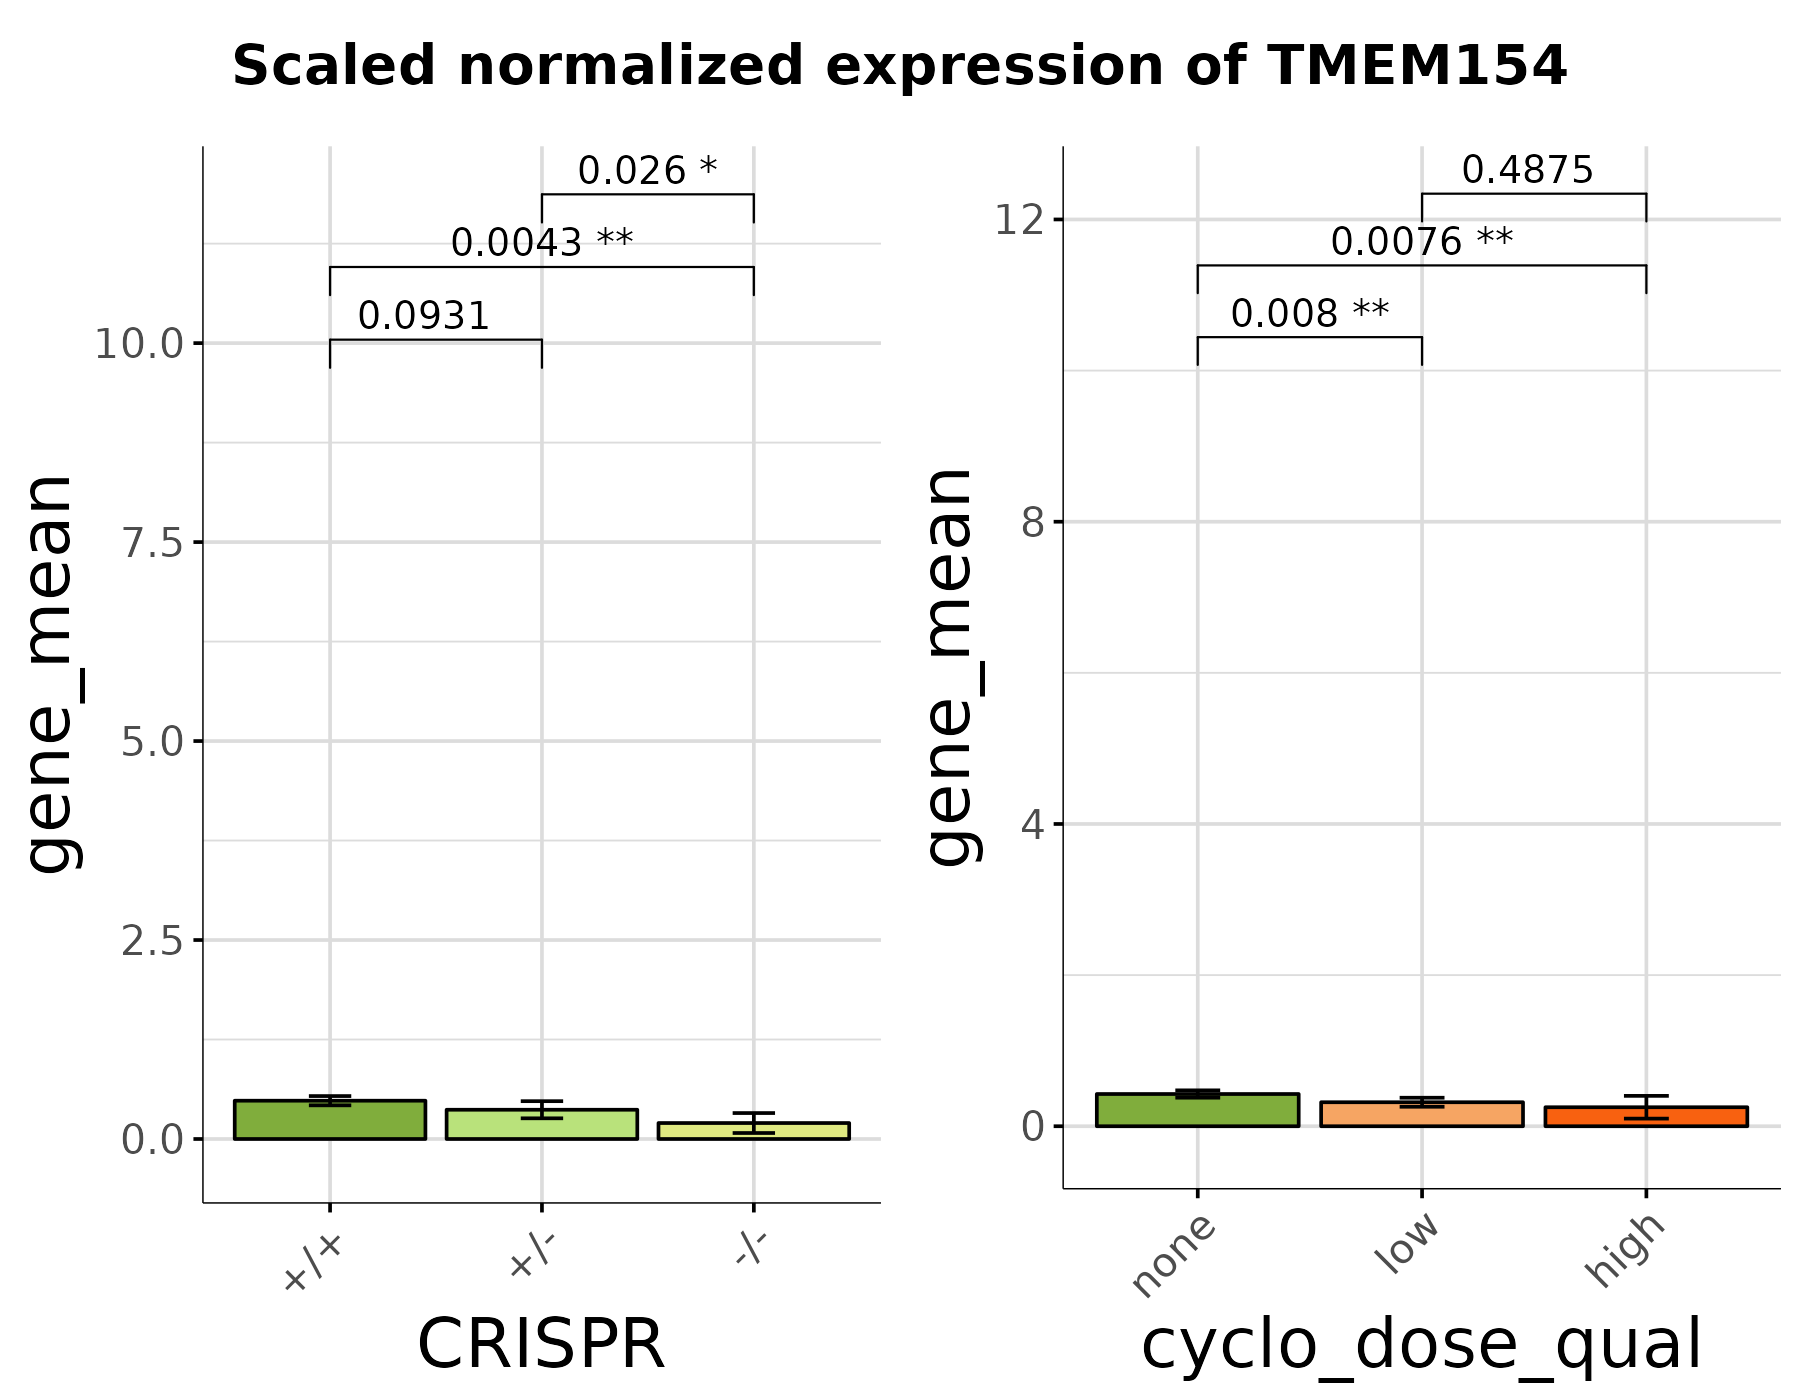 Scaled normalized expression of TMEM154
0.026 *
0.0043 **
0.0931
10.0
7.5
5.0
2.5
0.0
gene_mean
+/+
+/-
-/-
CRISPR
0.4875
0.0076 **
0.008 **
12
8
4
0
gene_mean
none
low
high
cyclo_dose_qual